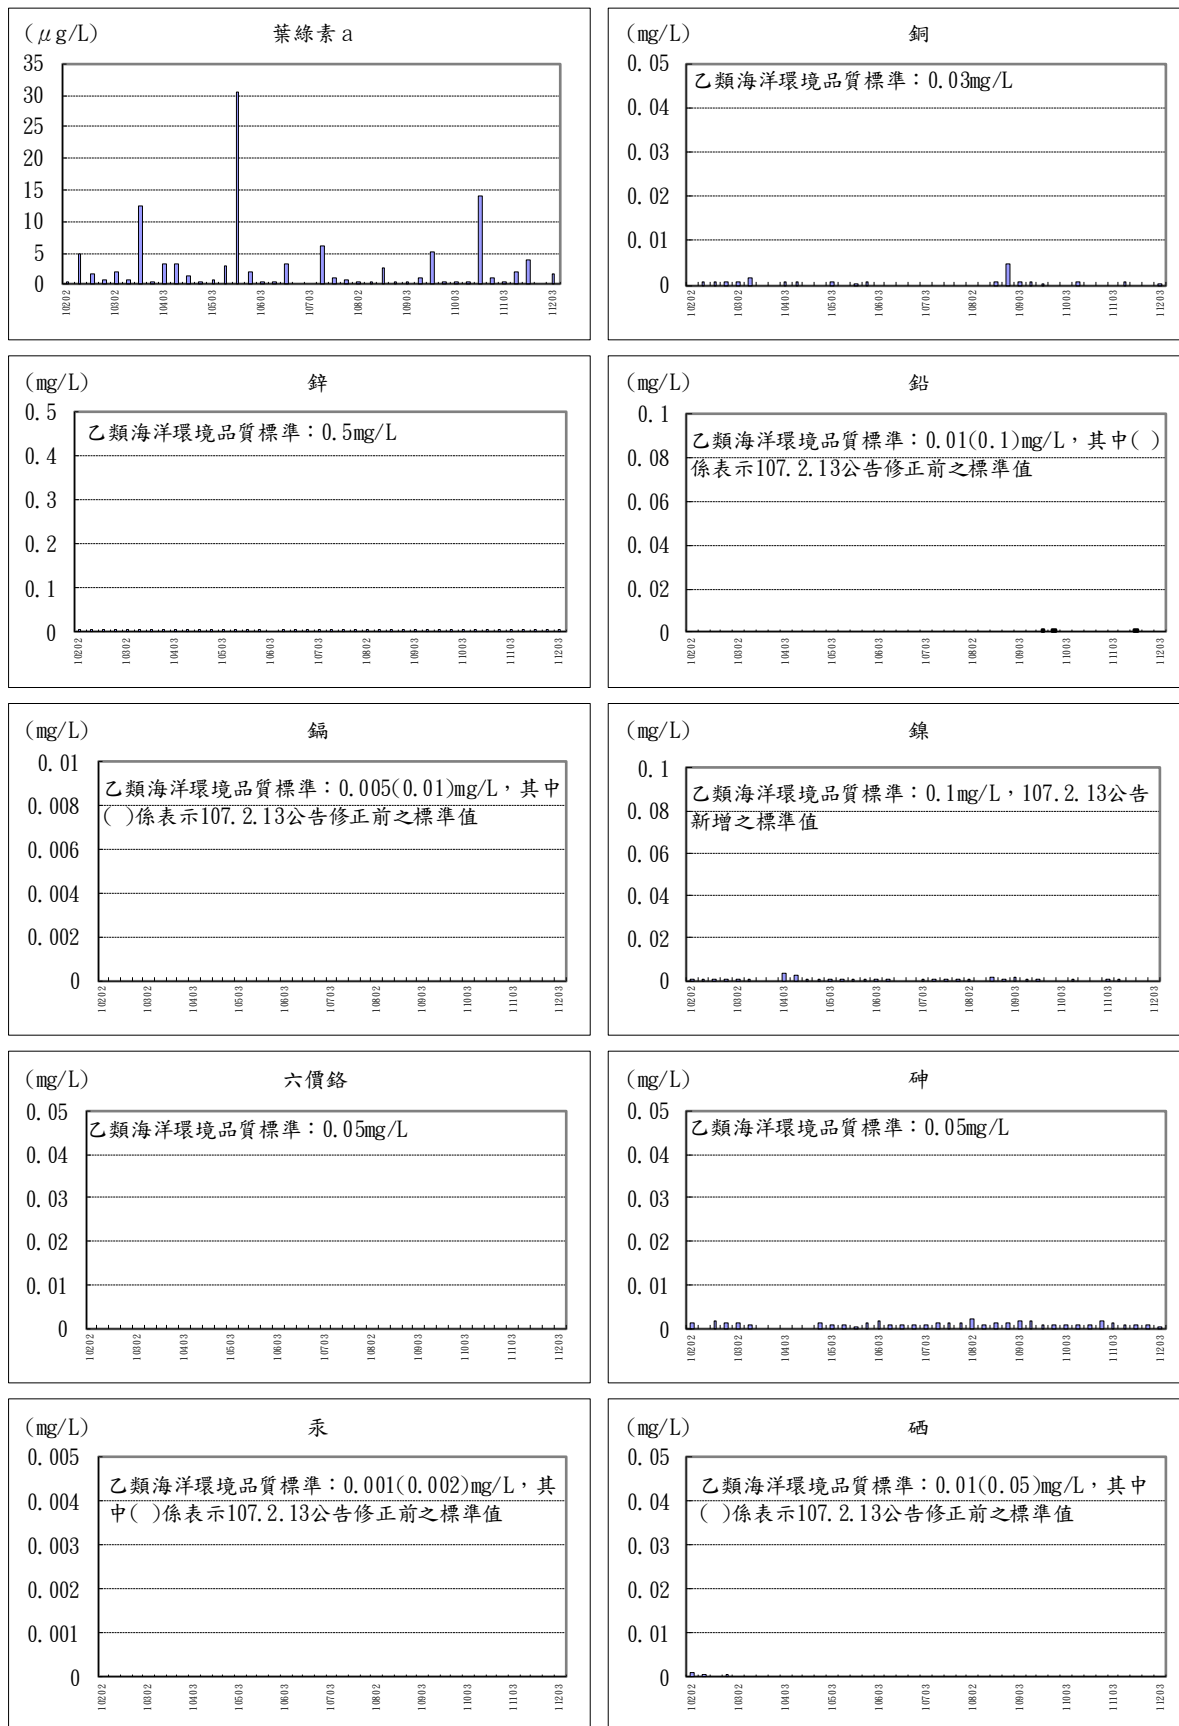 (μg/L) 葉綠素a
35
30
25
20
15
10
5
0
10202 10302 10403 10503 10603 10703 10802 10903 11003 11103 11203
(mg/L) 銅
乙類海洋環境品質標準：0.03mg/L
0.05
0.04
0.03
0.02
0.01
0
10202 10302 10403 10503 10603 10703 10802 10903 11003 11103 11203
(mg/L) 鋅
乙類海洋環境品質標準：0.5mg/L
0.5
0.4
0.3
0.2
0.1
0
10202 10302 10403 10503 10603 10703 10802 10903 11003 11103 11203
(mg/L) 鉛
乙類海洋環境品質標準：0.01(0.1)mg/L，其中( )
係表示107.2.13公告修正前之標準值
0.1
0.08
0.06
0.04
0.02
0
10202 10302 10403 10503 10603 10703 10802 10903 11003 11103 11203
(mg/L) 鎘
乙類海洋環境品質標準：0.005(0.01)mg/L，其中
( )係表示107.2.13公告修正前之標準值
0.01
0.008
0.006
0.004
0.002
0
10202 10302 10403 10503 10603 10703 10802 10903 11003 11103 11203
(mg/L) 鎳
乙類海洋環境品質標準：0.1mg/L，107.2.13公告
新增之標準值
0.1
0.08
0.06
0.04
0.02
0
10202 10302 10403 10503 10603 10703 10802 10903 11003 11103 11203
(mg/L) 六價鉻
乙類海洋環境品質標準：0.05mg/L
0.05
0.04
0.03
0.02
0.01
0
10202 10302 10403 10503 10603 10703 10802 10903 11003 11103 11203
(mg/L) 砷
乙類海洋環境品質標準：0.05mg/L
0.05
0.04
0.03
0.02
0.01
0
10202 10302 10403 10503 10603 10703 10802 10903 11003 11103 11203
(mg/L) 汞
乙類海洋環境品質標準：0.001(0.002)mg/L，其
中( )係表示107.2.13公告修正前之標準值
0.005
0.004
0.003
0.002
0.001
0
10202 10302 10403 10503 10603 10703 10802 10903 11003 11103 11203
(mg/L) 硒
乙類海洋環境品質標準：0.01(0.05)mg/L，其中
( )係表示107.2.13公告修正前之標準值
0.05
0.04
0.03
0.02
0.01
0
10202 10302 10403 10503 10603 10703 10802 10903 11003 11103 11203